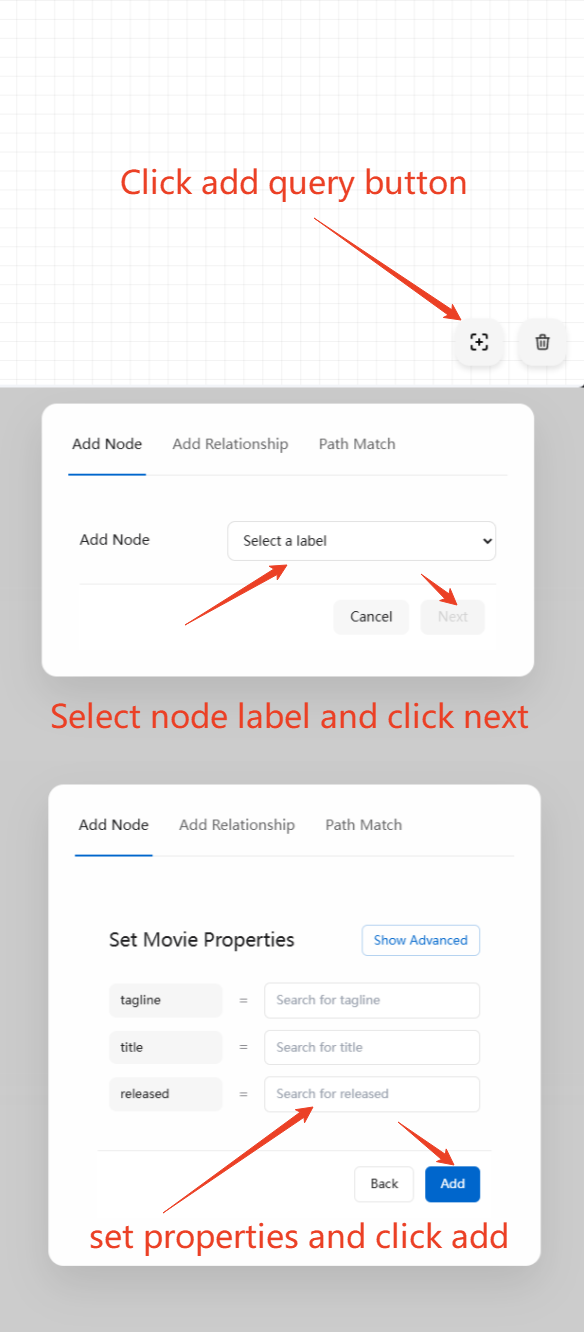 Click add query button
Add Node Add Relationship Path Match
Add Node Select a label
Cancel Next
Select node label and click next
Add Node Add Relationship Path Match
Set Movie Properties Show Advanced
tagline = Search for tagline
title = Search for title
released = Search for released
Back Add
set properties and click add